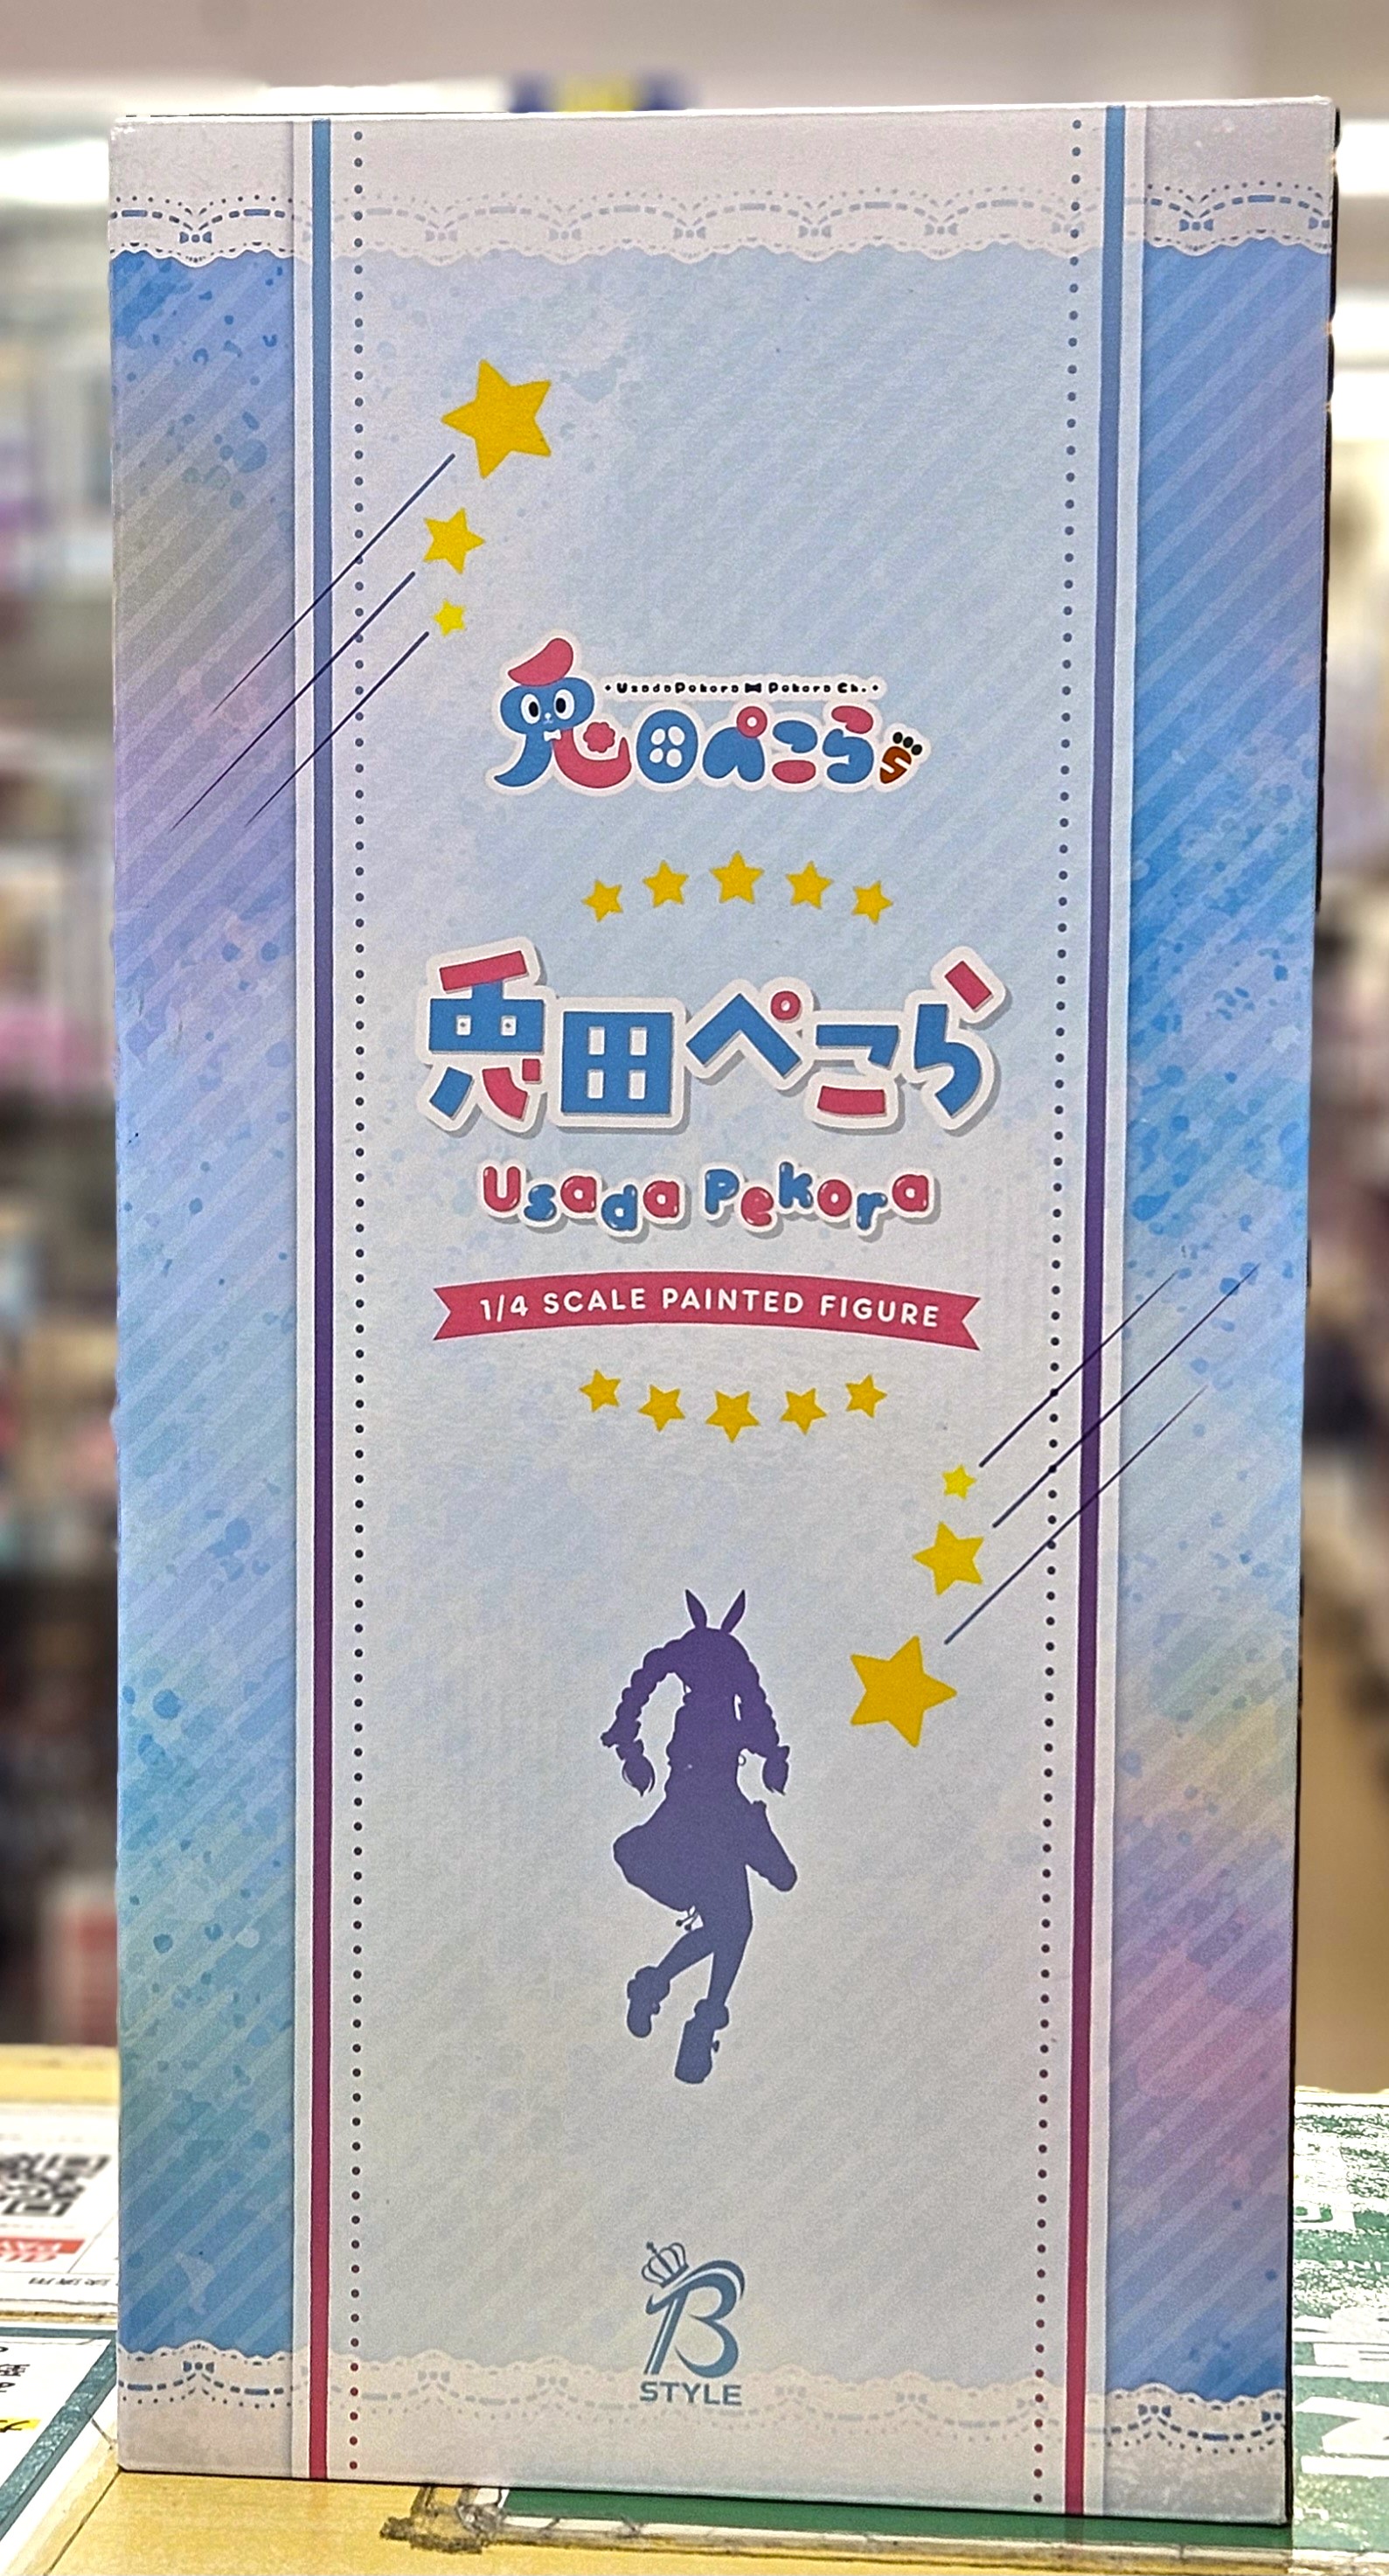 ・UsadaPekora Pekora Ch.・
兎田ぺこら
兎田ぺこら
Usada Pekora
1/4 SCALE PAINTED FIGURE
B
STYLE